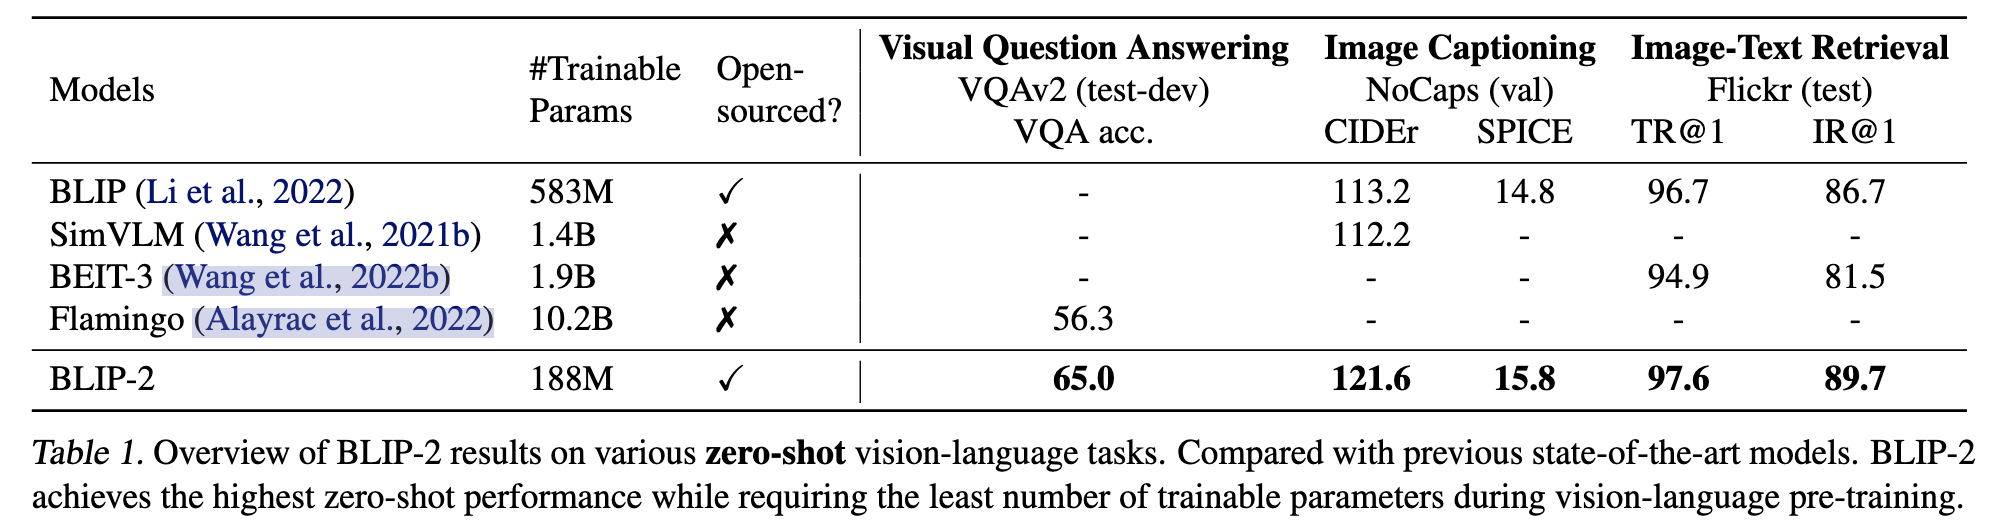 Models #Trainable Params Open-sourced? Visual Question Answering Image Captioning Image-Text Retrieval
VQAv2 (test-dev) NoCaps (val) Flickr (test)
VQA acc. CIDEr SPICE TR@1 IR@1
BLIP (Li et al., 2022) 583M ✓ - 113.2 14.8 96.7 86.7
SimVLM (Wang et al., 2021b) 1.4B ✗ - 112.2 - - -
BEIT-3 (Wang et al., 2022b) 1.9B ✗ - - - 94.9 81.5
Flamingo (Alayrac et al., 2022) 10.2B ✗ 56.3 - - - -
BLIP-2 188M ✓ 65.0 121.6 15.8 97.6 89.7
Table 1. Overview of BLIP-2 results on various zero-shot vision-language tasks. Compared with previous state-of-the-art models. BLIP-2
achieves the highest zero-shot performance while requiring the least number of trainable parameters during vision-language pre-training.